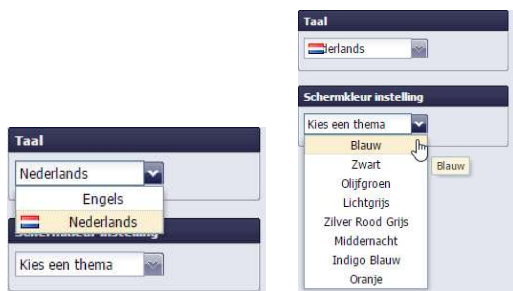 Taal
Nederlands
Engels
Nederlands
Kies een thema
Taal
erlands
Schermkleur instelling
Kies een thema
Blauw
Blauw
Zwart
Olijfgroen
Lichtgrijs
Zilver Rood Grijs
Middernacht
Indigo Blauw
Oranje